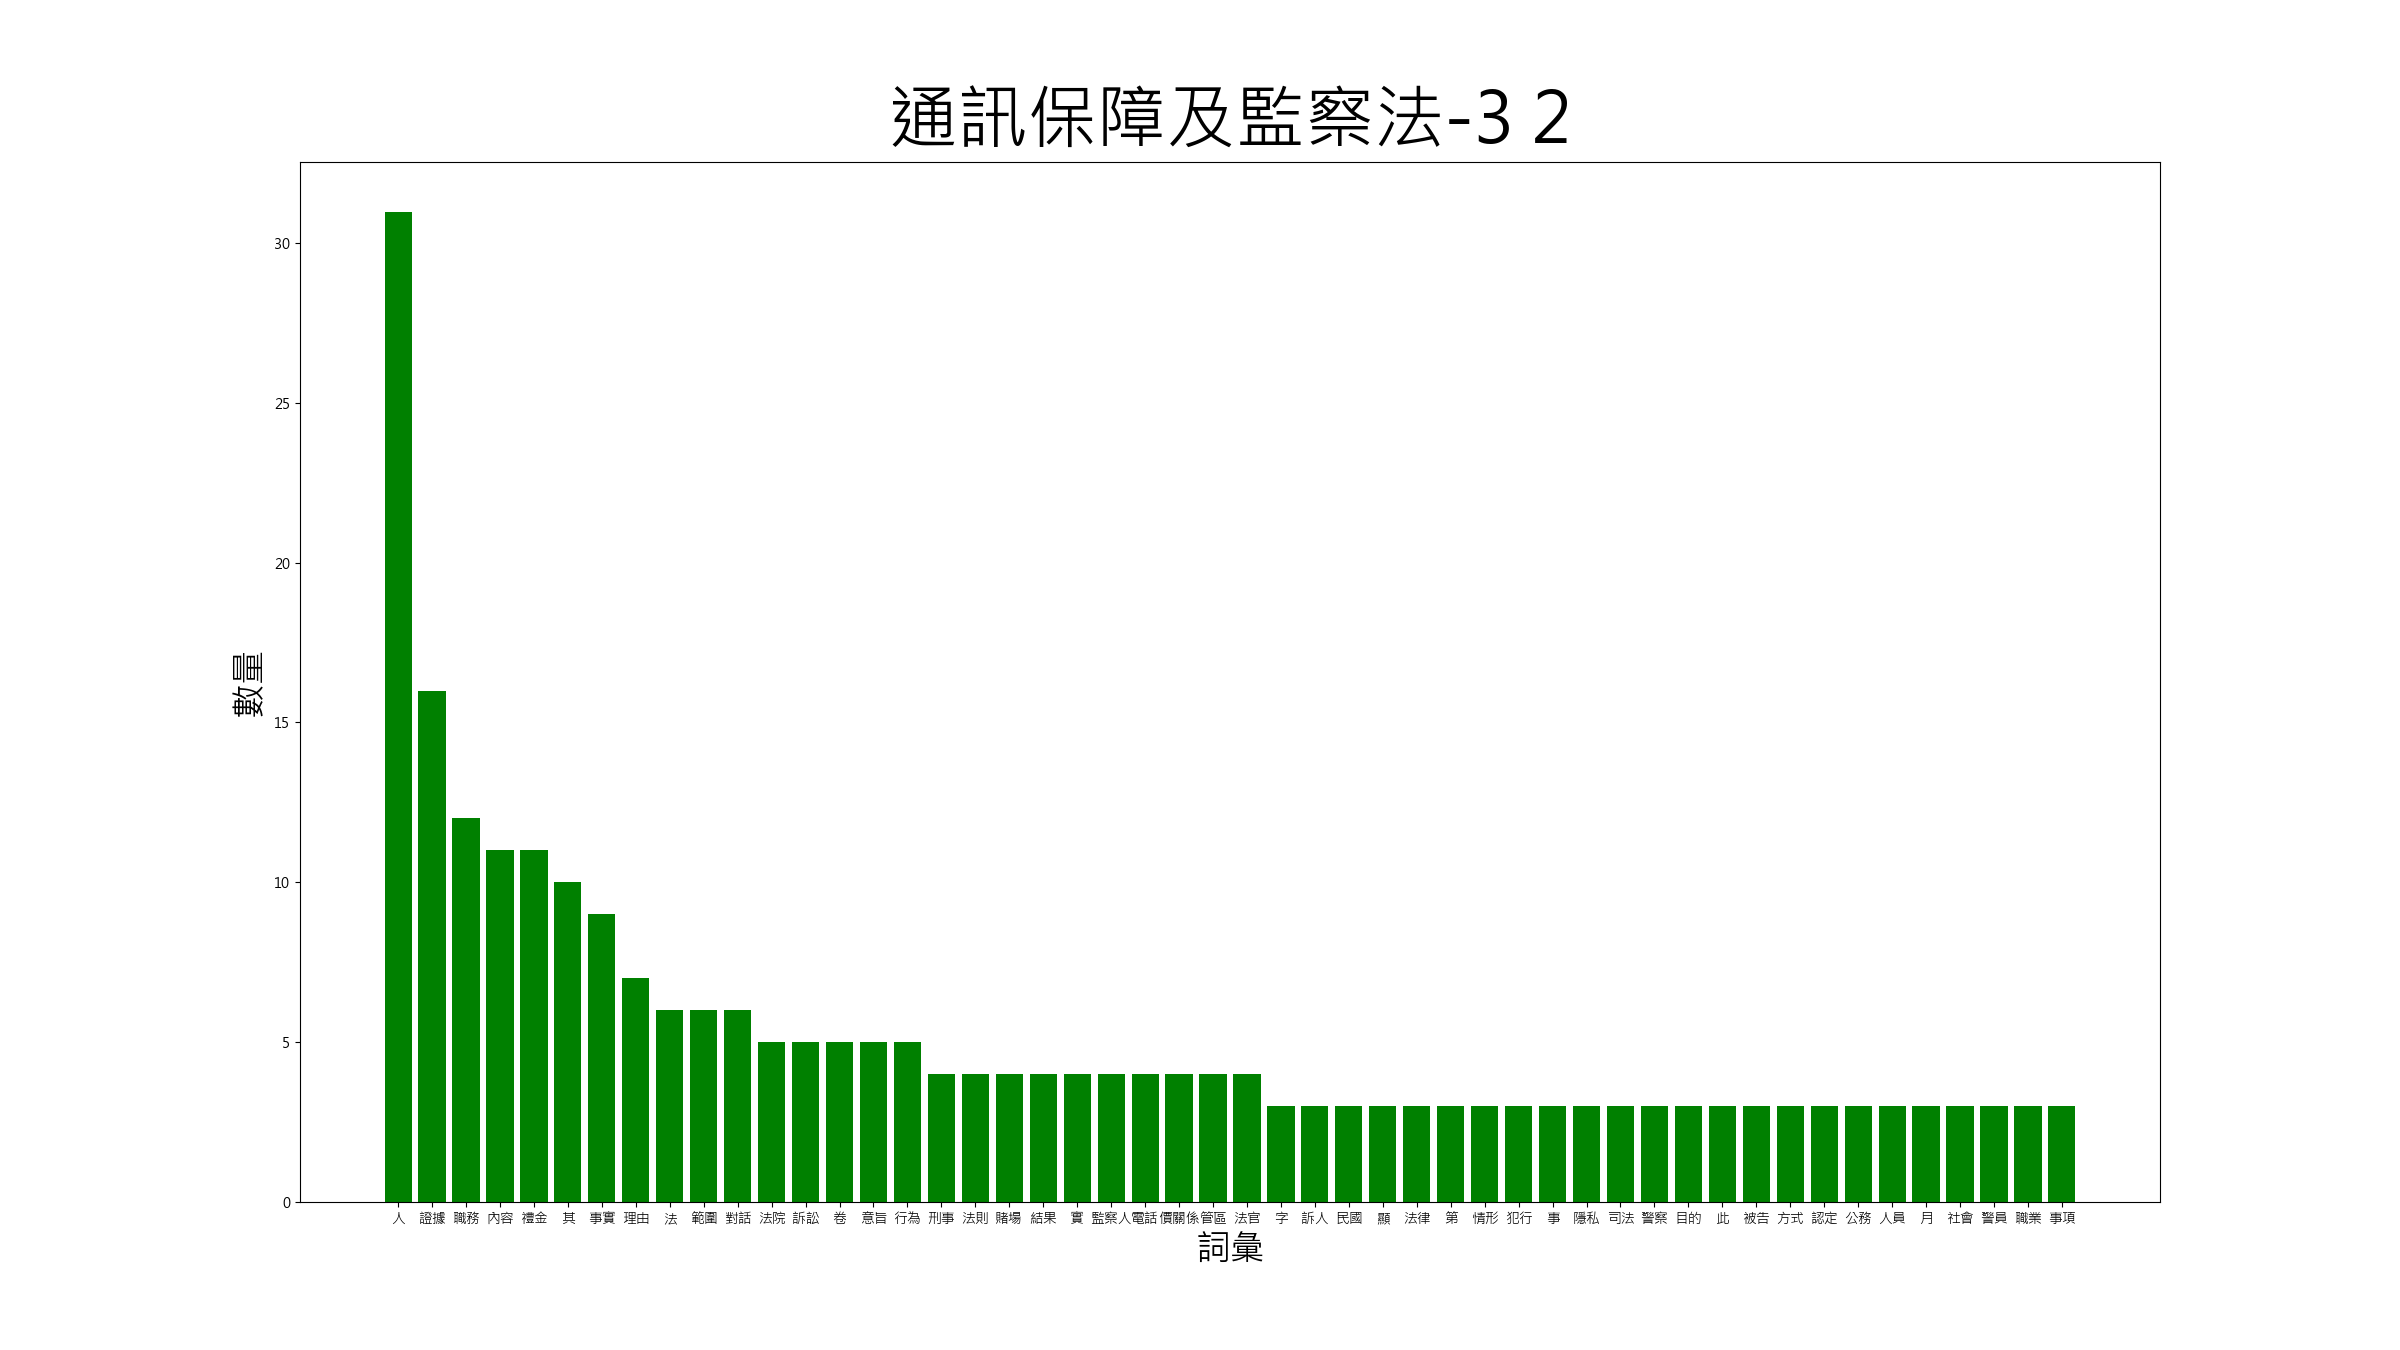 通訊保障及監察法-3 2
30
25
20
15
10
5
0
數量
人 證據 職務 內容 禮金 其 事實 理由 法 範圍 對話 法院 訴訟 卷 意旨 行為 刑事 法則 賭場 結果 實 監察人 電話 價關係 管區 法官 字 訴人 民國 顯 法律 第 情形 犯行 事 隱私 司法 警察 目的 此 被告 方式 認定 公務 人員 月 社會 警員 職業 事項
詞彙